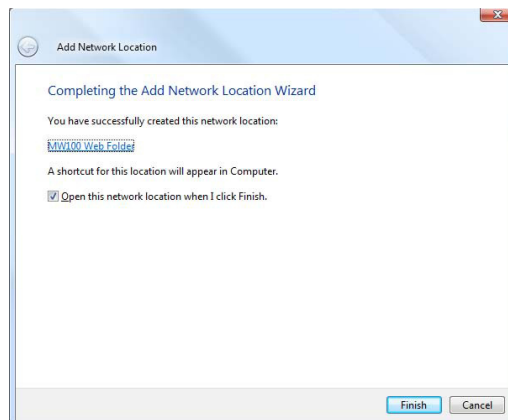 Add Network Location
Completing the Add Network Location Wizard
You have successfully created this network location:
MW100 Web Folder
A shortcut for this location will appear in Computer.
Open this network location when I click Finish.
Finish Cancel